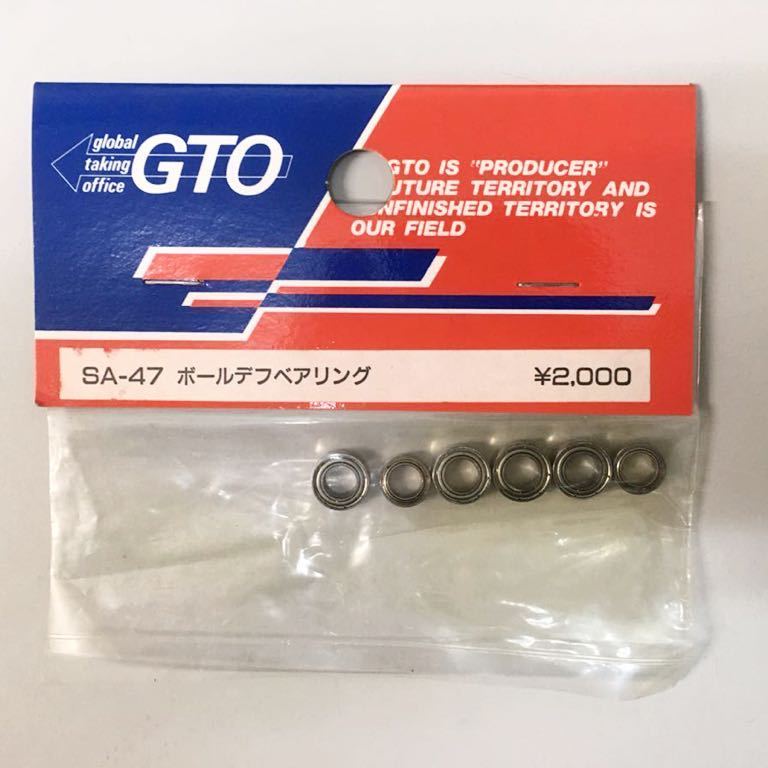 global
taking
office
GTO
GTO IS "PRODUCER"
UTURE TERRITORY AND
NFINISHED TERRITORY IS
OUR FIELD
SA-47 ボールデフベアリング ¥2,000